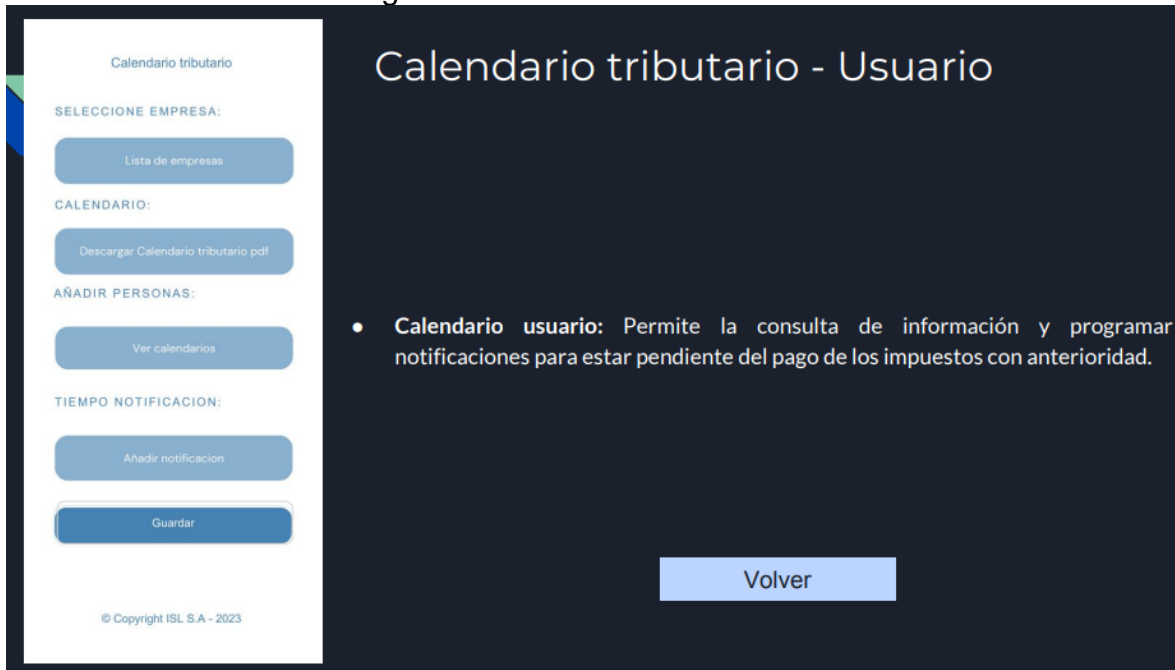 Calendario tributario
SELECCIONE EMPRESA:
Lista de empresas
CALENDARIO:
Descargar Calendario tributario pdf
AÑADIR PERSONAS:
Ver calendarios
TIEMPO NOTIFICACION:
Añadir notificacion
Guardar
© Copyright ISL S.A - 2023
Calendario tributario - Usuario
● Calendario usuario: Permite la consulta de información y programar
notificaciones para estar pendiente del pago de los impuestos con anterioridad.
Volver